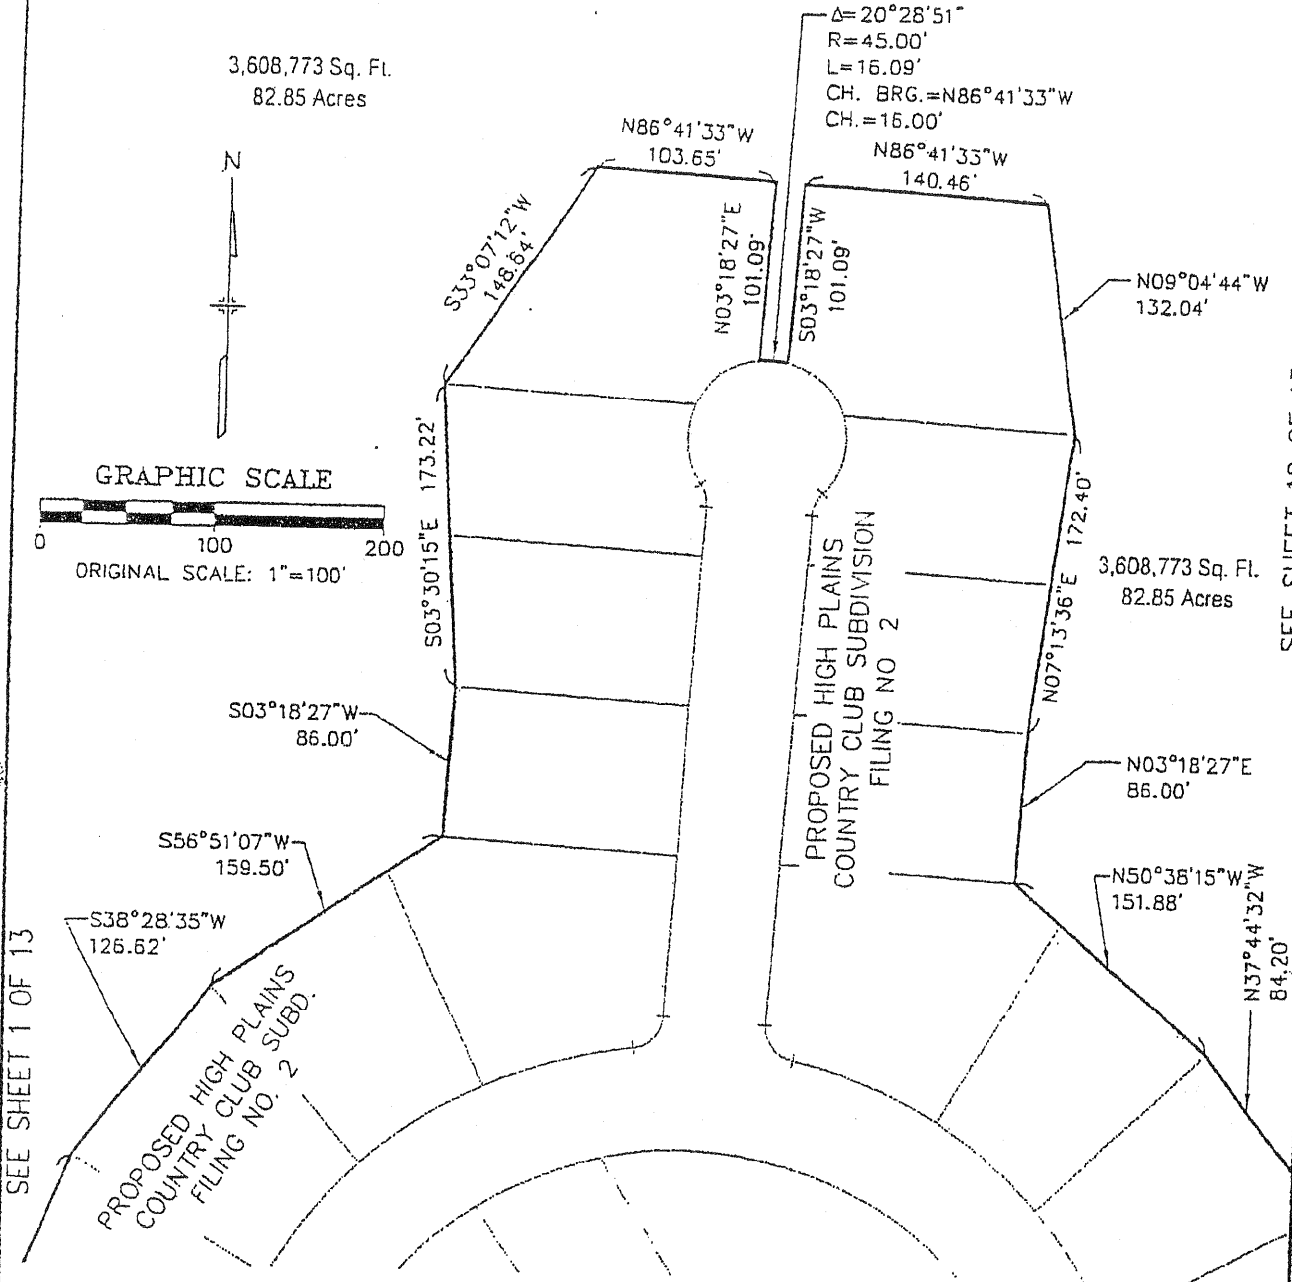 Δ=20°28'51"
R=45.00'
L=16.09'
CH. BRG.=N86°41'33"W
CH.=16.00'
3,608,773 Sq. Ft.
82.85 Acres
N86°41'33"W
103.65'
N86°41'33"W
140.46'
N
S33°07'12"W
148.64'
N03°18'27"E
101.09'
S03°18'27"W
101.09'
N09°04'44"W
132.04'
GRAPHIC SCALE
0 100 200
ORIGINAL SCALE: 1"=100'
S03°30'15"E 173.22'
N07°13'36"E 172.40'
3,608,773 Sq. Ft.
82.85 Acres
PROPOSED HIGH PLAINS
COUNTRY CLUB SUBDIVISION
FILING NO 2
S03°18'27"W
86.00'
N03°18'27"E
86.00'
S56°51'07"W
159.50'
N50°38'15"W
151.88'
N37°44'32"W
84.20'
S38°28'35"W
126.62'
SEE SHEET 1 OF 13
PROPOSED HIGH PLAINS
COUNTRY CLUB SUBD.
FILING NO. 2